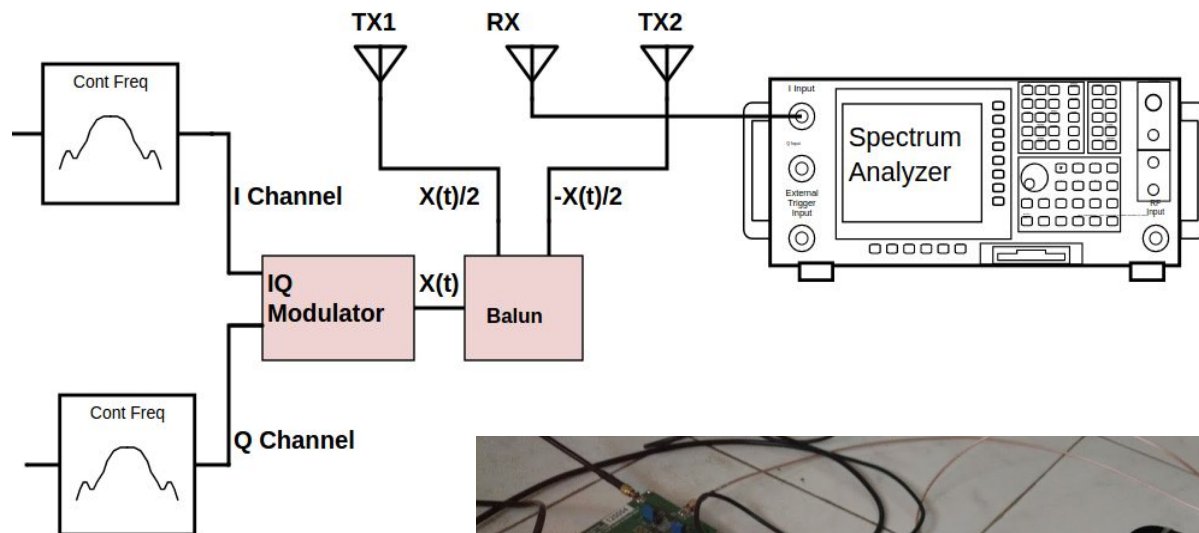 TX1
RX
TX2
Cont Freq
I Channel
X(t)/2
-X(t)/2
IQ
Modulator
X(t)
Balun
Cont Freq
Q Channel
I Input
Q Input
External
Trigger
Input
Spectrum
Analyzer
RF
Input